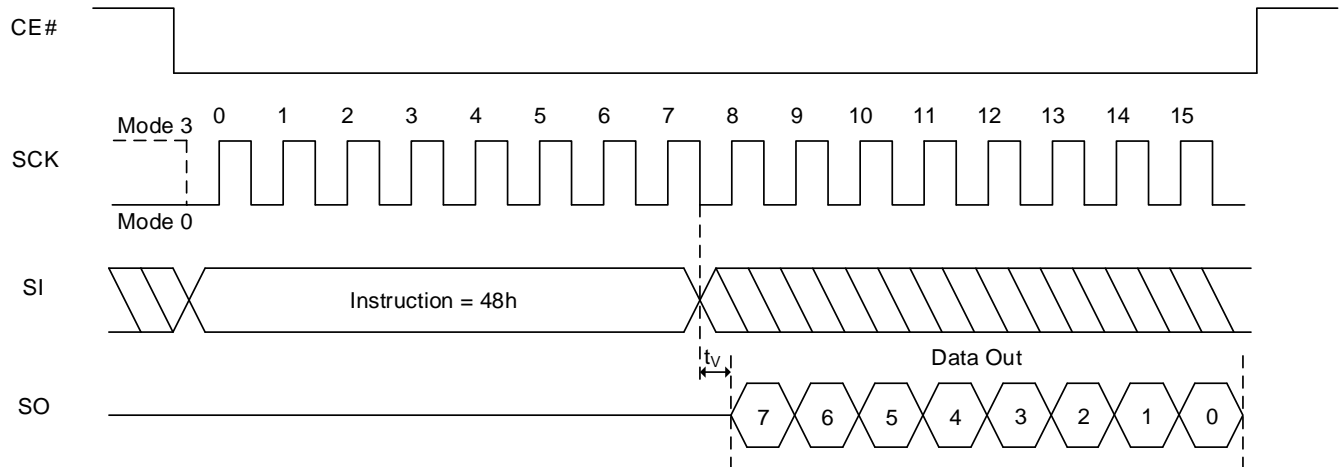 CE#
0 1 2 3 4 5 6 7 8 9 10 11 12 13 14 15
Mode 3
SCK
Mode 0
SI
Instruction = 48h
tV
Data Out
SO
7 6 5 4 3 2 1 0